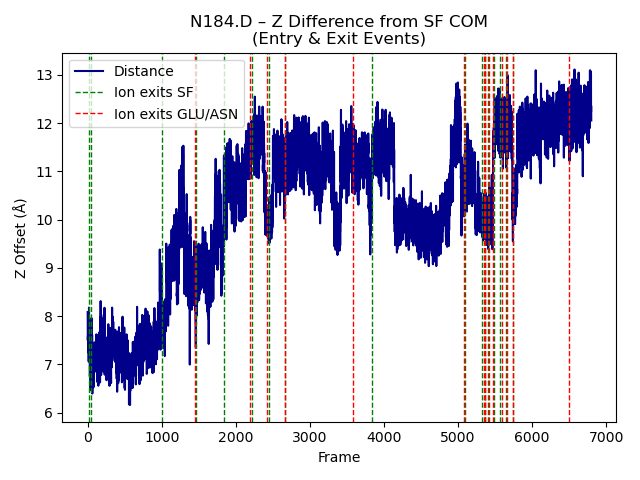 N184.D – Z Difference from SF COM
(Entry & Exit Events)
Distance
Ion exits SF
Ion exits GLU/ASN
13
12
11
10
9
8
7
6
Z Offset (Å)
0
1000
2000
3000
4000
5000
6000
7000
Frame